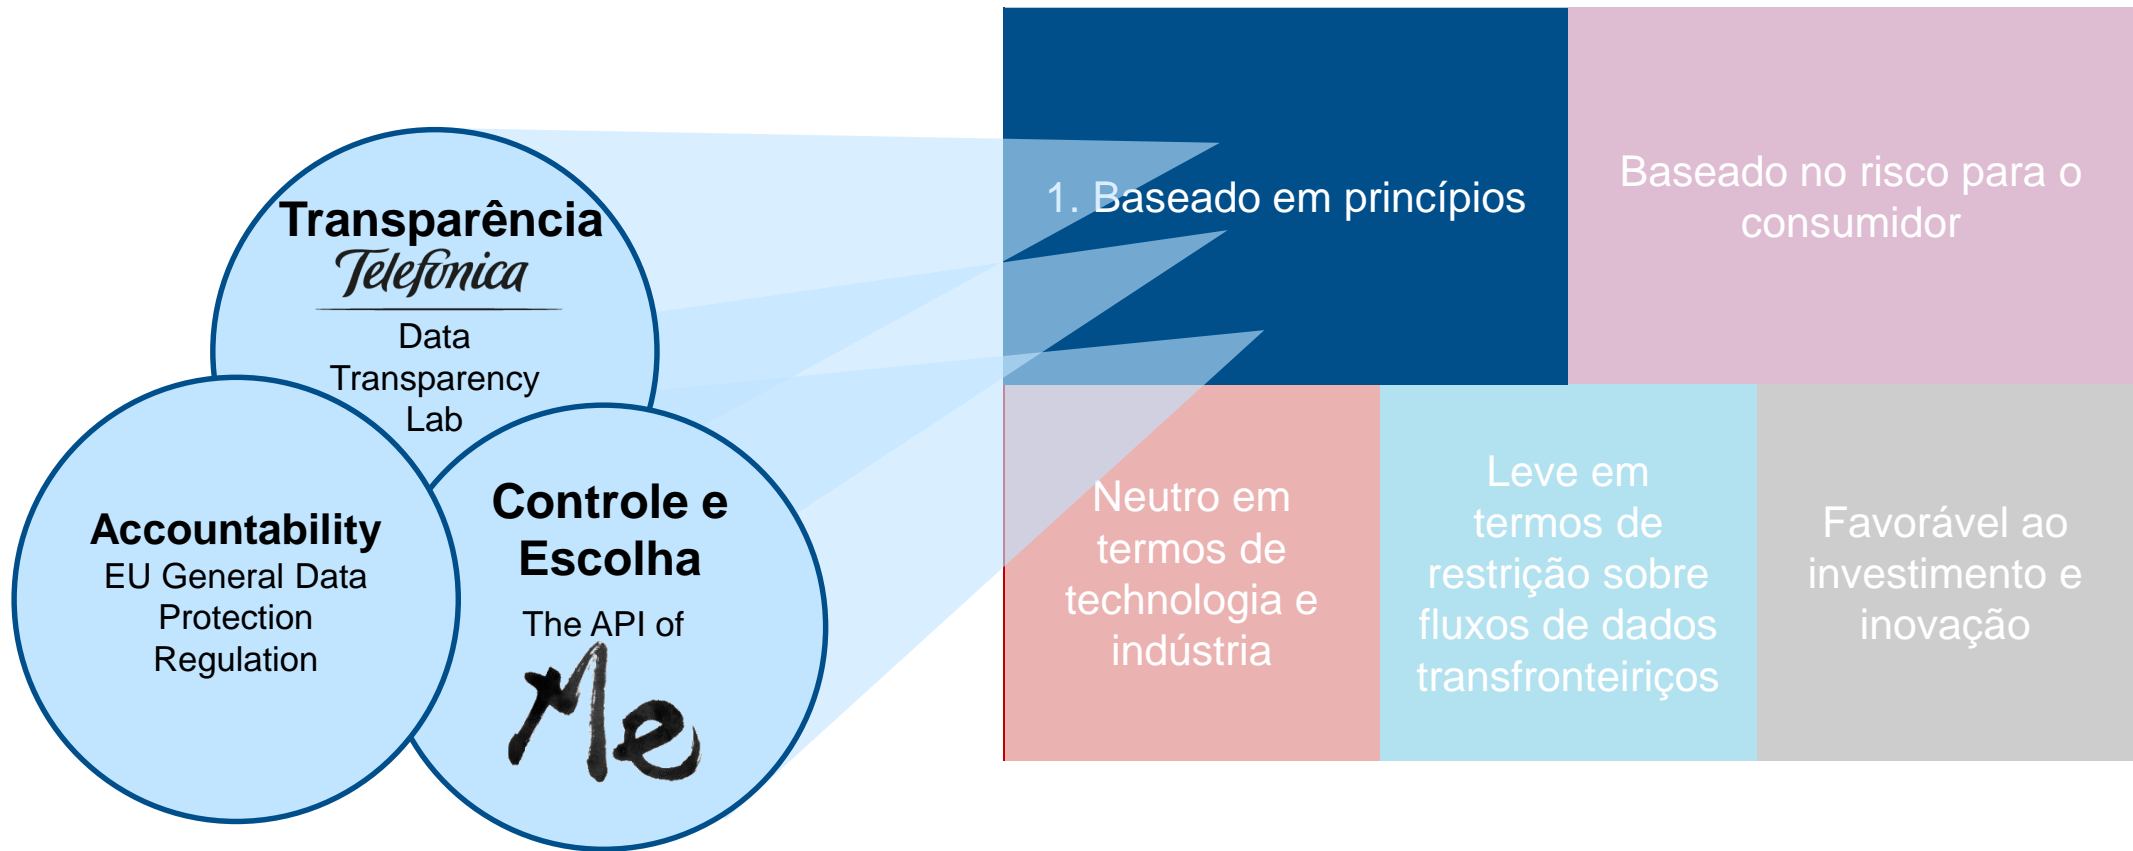 Transparência
Telefónica
Data
Transparency
Lab
Accountability
EU General Data
Protection
Regulation
Controle e
Escolha
The API of
Me
1. Baseado em princípios
Baseado no risco para o
consumidor
Neutro em
termos de
technologia e
indústria
Leve em
termos de
restrição sobre
fluxos de dados
transfronteiriços
Favorável ao
investimento e
inovação